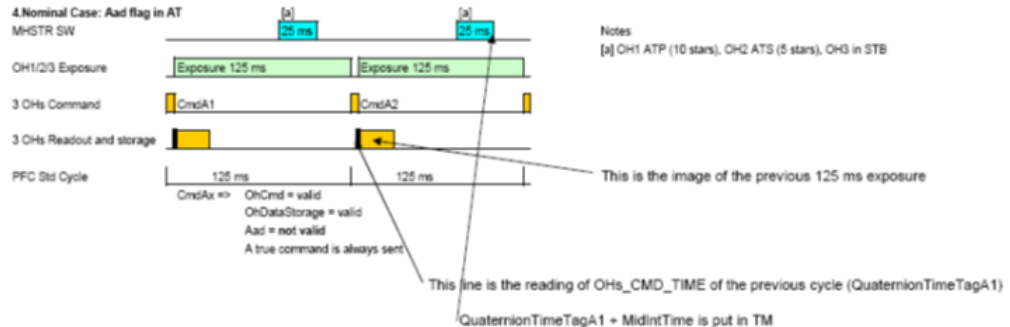 4.Nominal Case: Aad flag in AT
[a]
[a]
MHSTR SW
25 ms
25 ms
Notes
[a] OH1 ATP (10 stars), OH2 ATS (5 stars), OH3 in STB
OH1/2/3 Exposure
Exposure 125 ms
Exposure 125 ms
3 OHs Command
CmdA1
CmdA2
3 OHs Readout and storage
PFC Std Cycle
125 ms
125 ms
This is the image of the previous 125 ms exposure
CmdAx => OhCmd = valid
OhDataStorage = valid
Aad = not valid
A true command is always sent
This line is the reading of OHs_CMD_TIME of the previous cycle (QuaternionTimeTagA1)
QuaternionTimeTagA1 + MidIntTime is put in TM